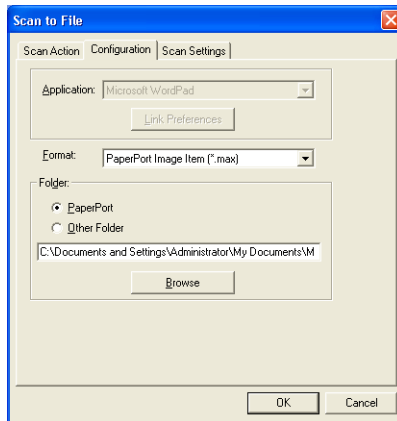 Scan to File
Scan Action Configuration Scan Settings
Application: Microsoft WordPad
Link Preferences
Format: PaperPort Image Item (*.max)
Folder:
PaperPort
Other Folder
C:\Documents and Settings\Administrator\My Documents\M
Browse
OK Cancel